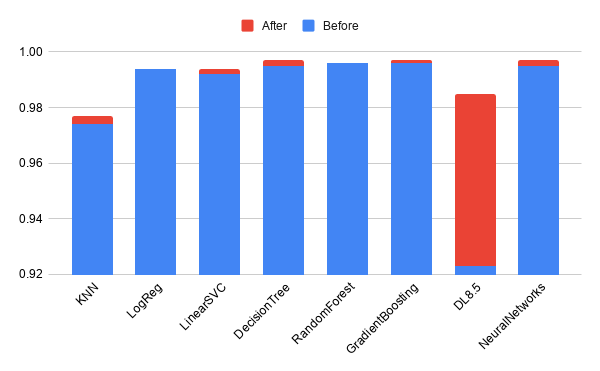 After Before
1.00
0.98
0.96
0.94
0.92
KNN
LogReg
LinearSVC
DecisionTree
RandomForest
GradientBoosting
DL8.5
NeuralNetworks